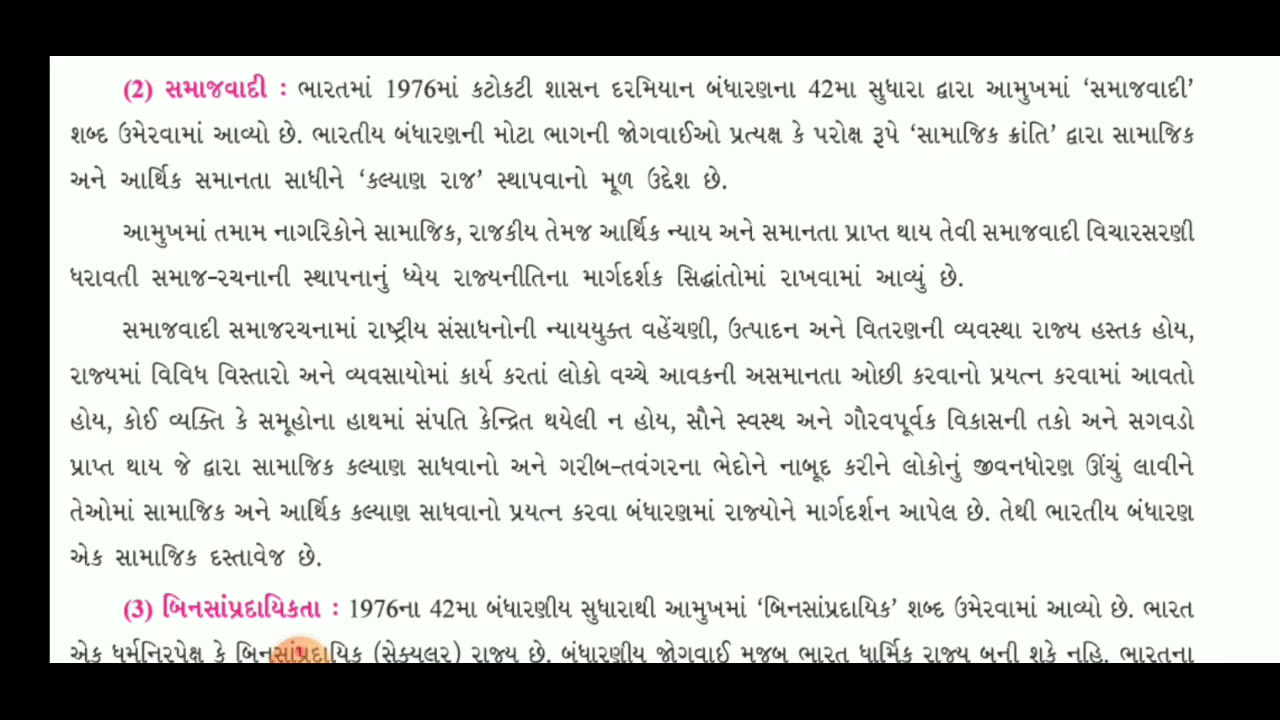 (2) સમાજવાદી : ભારતમાં 1976માં કટોકટી શાસન દરમિયાન બંધારણના 42મા સુધારા દ્વારા આમુખમાં ‘સમાજવાદી’
શબ્દ ઉમેરવામાં આવ્યો છે. ભારતીય બંધારણની મોટા ભાગની જોગવાઈઓ પ્રત્યક્ષ કે પરોક્ષ રૂપે ‘સામાજિક ક્રાંતિ’ દ્વારા સામાજિક
અને આર્થિક સમાનતા સાધીને ‘કલ્યાણ રાજ’ સ્થાપવાનો મૂળ ઉદ્દેશ છે.
આમુખમાં તમામ નાગરિકોને સામાજિક, રાજકીય તેમજ આર્થિક ન્યાય અને સમાનતા પ્રાપ્ત થાય તેવી સમાજવાદી વિચારસરણી
ધરાવતી સમાજ-રચનાની સ્થાપનાનું ધ્યેય રાજ્યનીતિના માર્ગદર્શક સિદ્ધાંતોમાં રાખવામાં આવ્યું છે.
સમાજવાદી સમાજરચનામાં રાષ્ટ્રીય સંસાધનોની ન્યાયયુક્ત વહેંચણી, ઉત્પાદન અને વિતરણની વ્યવસ્થા રાજ્ય હસ્તક હોય,
રાજ્યમાં વિવિધ વિસ્તારો અને વ્યવસાયોમાં કાર્ય કરતાં લોકો વચ્ચે આવકની અસમાનતા ઓછી કરવાનો પ્રયત્ન કરવામાં આવતો
હોય, કોઈ વ્યક્તિ કે સમૂહોના હાથમાં સંપતિ કેન્દ્રિત થયેલી ન હોય, સૌને સ્વસ્થ અને ગૌરવપૂર્વક વિકાસની તકો અને સગવડો
પ્રાપ્ત થાય જે દ્વારા સામાજિક કલ્યાણ સાધવાનો અને ગરીબ-તવંગરના ભેદોને નાબૂદ કરીને લોકોનું જીવનધોરણ ઊંચું લાવીને
તેઓમાં સામાજિક અને આર્થિક કલ્યાણ સાધવાનો પ્રયત્ન કરવા બંધારણમાં રાજ્યોને માર્ગદર્શન આપેલ છે. તેથી ભારતીય બંધારણ
એક સામાજિક દસ્તાવેજ છે.
(3) બિનસાંપ્રદાયિકતા : 1976ના 42મા બંધારણીય સુધારાથી આમુખમાં ‘બિનસાંપ્રદાયિક’ શબ્દ ઉમેરવામાં આવ્યો છે. ભારત
એક ધર્મનિરપેક્ષ કે બિનસાંપ્રદાયિક (સેક્યુલર) રાજ્ય છે. બંધારણીય જોગવાઈ મુજબ ભારત ધાર્મિક રાજ્ય બની શકે નહિ. ભારતના